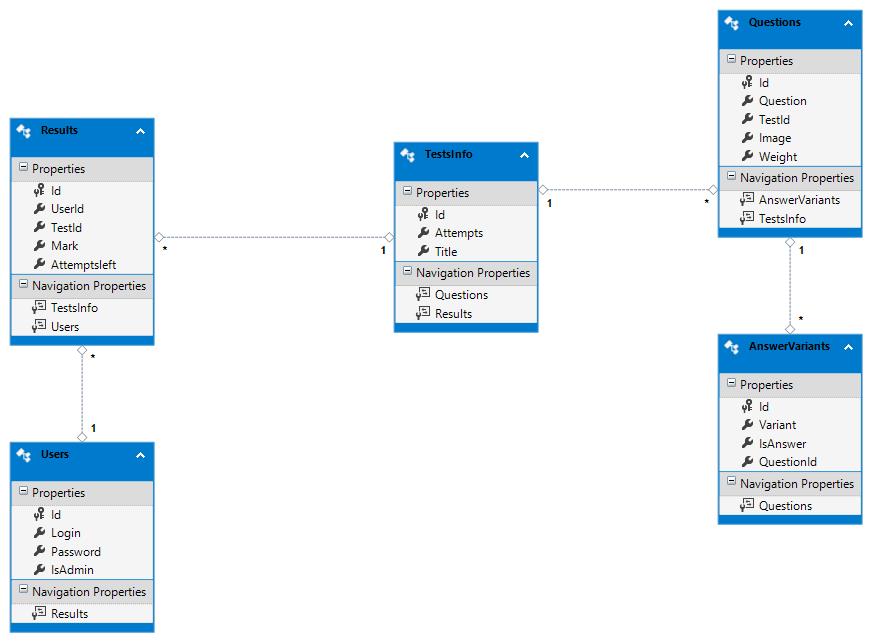 Results
Properties
Id
UserId
TestId
Mark
Attemptsleft
Navigation Properties
TestsInfo
Users
*
1
Users
Properties
Id
Login
Password
IsAdmin
Navigation Properties
Results
*
1
TestsInfo
Properties
Id
Attempts
Title
Navigation Properties
Questions
Results
1
*
Questions
Properties
Id
Question
TestId
Image
Weight
Navigation Properties
AnswerVariants
TestsInfo
1
*
AnswerVariants
Properties
Id
Variant
IsAnswer
QuestionId
Navigation Properties
Questions